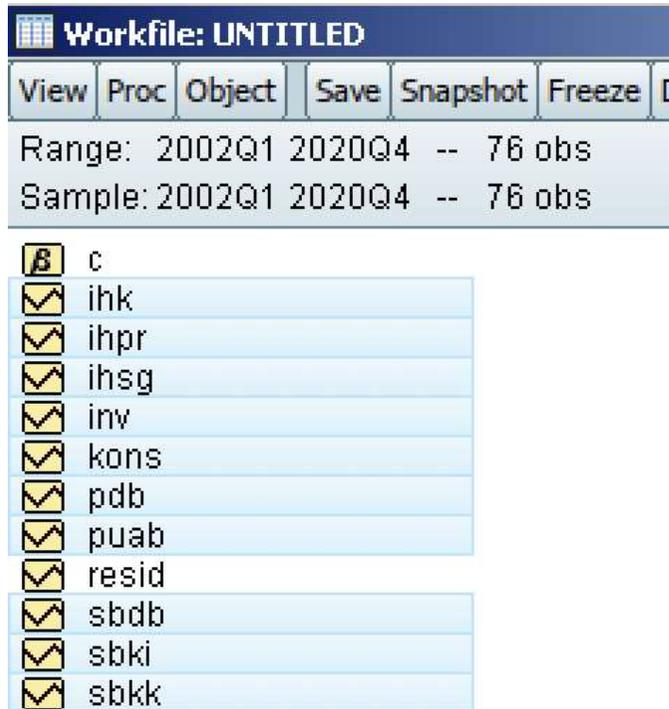 Workfile: UNTITLED
View Proc Object Save Snapshot Freeze
Range: 2002Q1 2020Q4 -- 76 obs
Sample: 2002Q1 2020Q4 -- 76 obs
β c
ihk
ihpr
ihsg
inv
kons
pdb
puab
resid
sbdb
sbki
sbkk